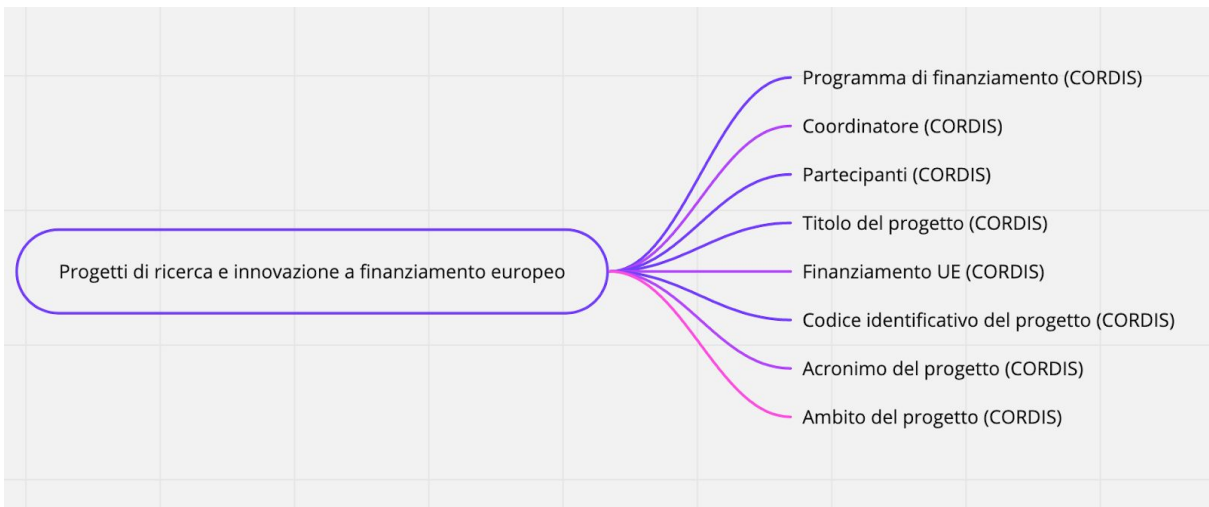 Programma di finanziamento (CORDIS)
Coordinatore (CORDIS)
Partecipanti (CORDIS)
Titolo del progetto (CORDIS)
Progetti di ricerca e innovazione a finanziamento europeo
Finanziamento UE (CORDIS)
Codice identificativo del progetto (CORDIS)
Acronimo del progetto (CORDIS)
Ambito del progetto (CORDIS)